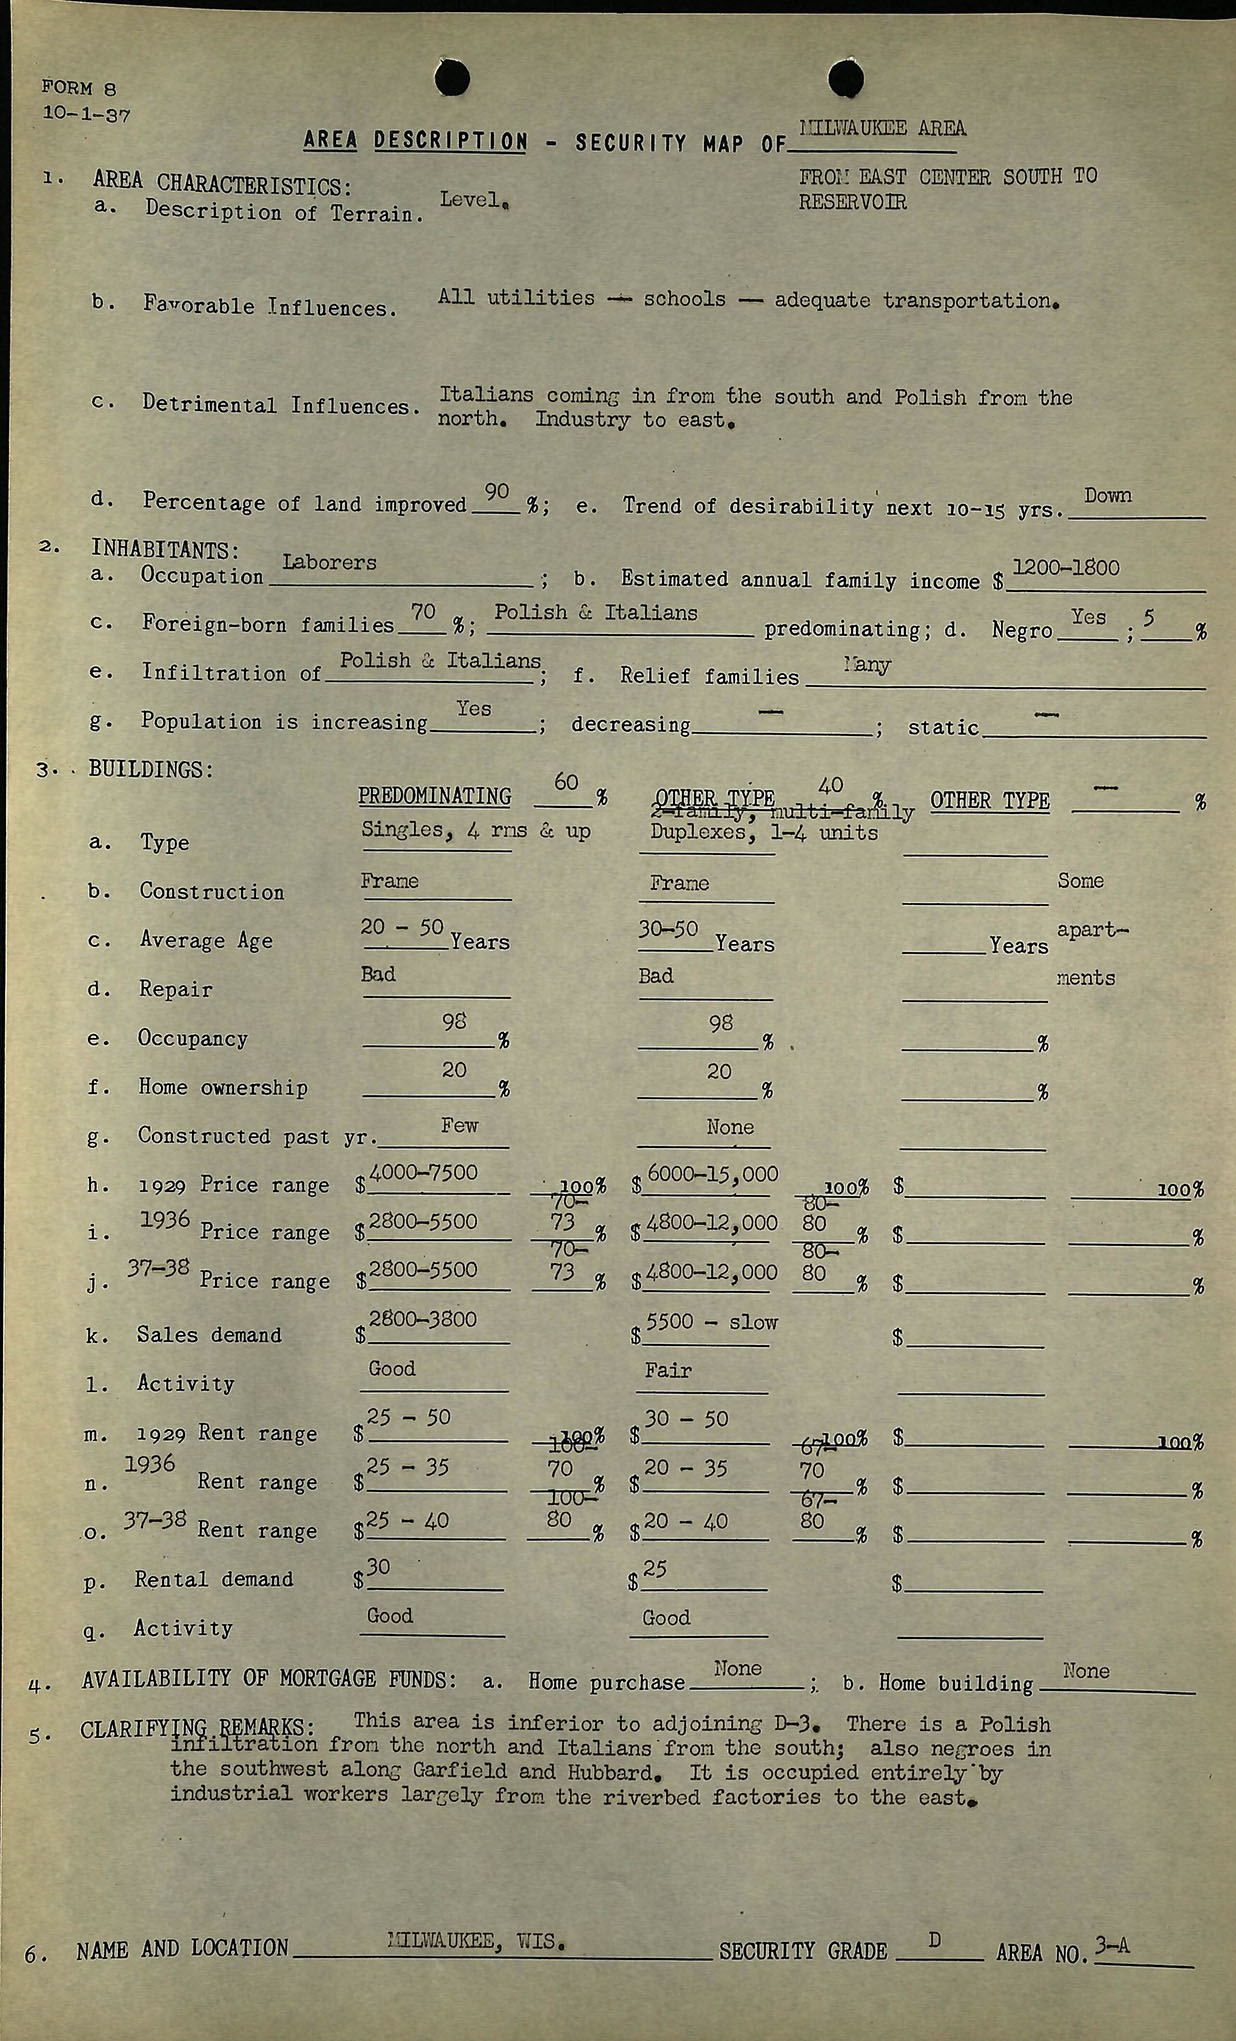 FORM 8
10-1-37
AREA DESCRIPTION - SECURITY MAP OF MILWAUKEE AREA
FROM EAST CENTER SOUTH TO
RESERVOIR
1. AREA CHARACTERISTICS:
a. Description of Terrain. Level.
b. Favorable Influences. All utilities — schools — adequate transportation.
c. Detrimental Influences. Italians coming in from the south and Polish from the
north. Industry to east.
d. Percentage of land improved 90 %; e. Trend of desirability next 10-15 yrs. Down
2. INHABITANTS:
a. Occupation Laborers ; b. Estimated annual family income $ 1200-1800
c. Foreign-born families 70 %; Polish & Italians predominating; d. Negro Yes ; 5 %
e. Infiltration of Polish & Italians ; f. Relief families Many
g. Population is increasing Yes ; decreasing — ; static —
3. BUILDINGS:
PREDOMINATING 60 % OTHER TYPE 40 % OTHER TYPE — %
2-family, multi-family
a. Type Singles, 4 rms & up Duplexes, 1-4 units
b. Construction Frame Frame Some
c. Average Age 20 - 50 Years 30-50 Years Years apart-
d. Repair Bad Bad ments
e. Occupancy 98 % 98 % %
f. Home ownership 20 % 20 % %
g. Constructed past yr. Few None
h. 1929 Price range $ 4000-7500 100% $ 6000-15,000 100% $ 100%
70- 80-
i. 1936 Price range $ 2800-5500 73 % $ 4800-12,000 80 % $ %
70- 80-
j. 37-38 Price range $ 2800-5500 73 % $ 4800-12,000 80 % $ %
k. Sales demand $ 2800-3800 $ 5500 - slow $
l. Activity Good Fair
m. 1929 Rent range $ 25 - 50 100% $ 30 - 50 100% $ 100%
100- 67-
n. 1936 Rent range $ 25 - 35 70 % $ 20 - 35 70 % $ %
100- 67-
o. 37-38 Rent range $ 25 - 40 80 % $ 20 - 40 80 % $ %
p. Rental demand $ 30 $ 25 $
q. Activity Good Good
4. AVAILABILITY OF MORTGAGE FUNDS: a. Home purchase None ; b. Home building None
5. CLARIFYING REMARKS: This area is inferior to adjoining D-3. There is a Polish
infiltration from the north and Italians from the south; also negroes in
the southwest along Garfield and Hubbard. It is occupied entirely by
industrial workers largely from the riverbed factories to the east.
6. NAME AND LOCATION MILWAUKEE, WIS. SECURITY GRADE D AREA NO. 3-A